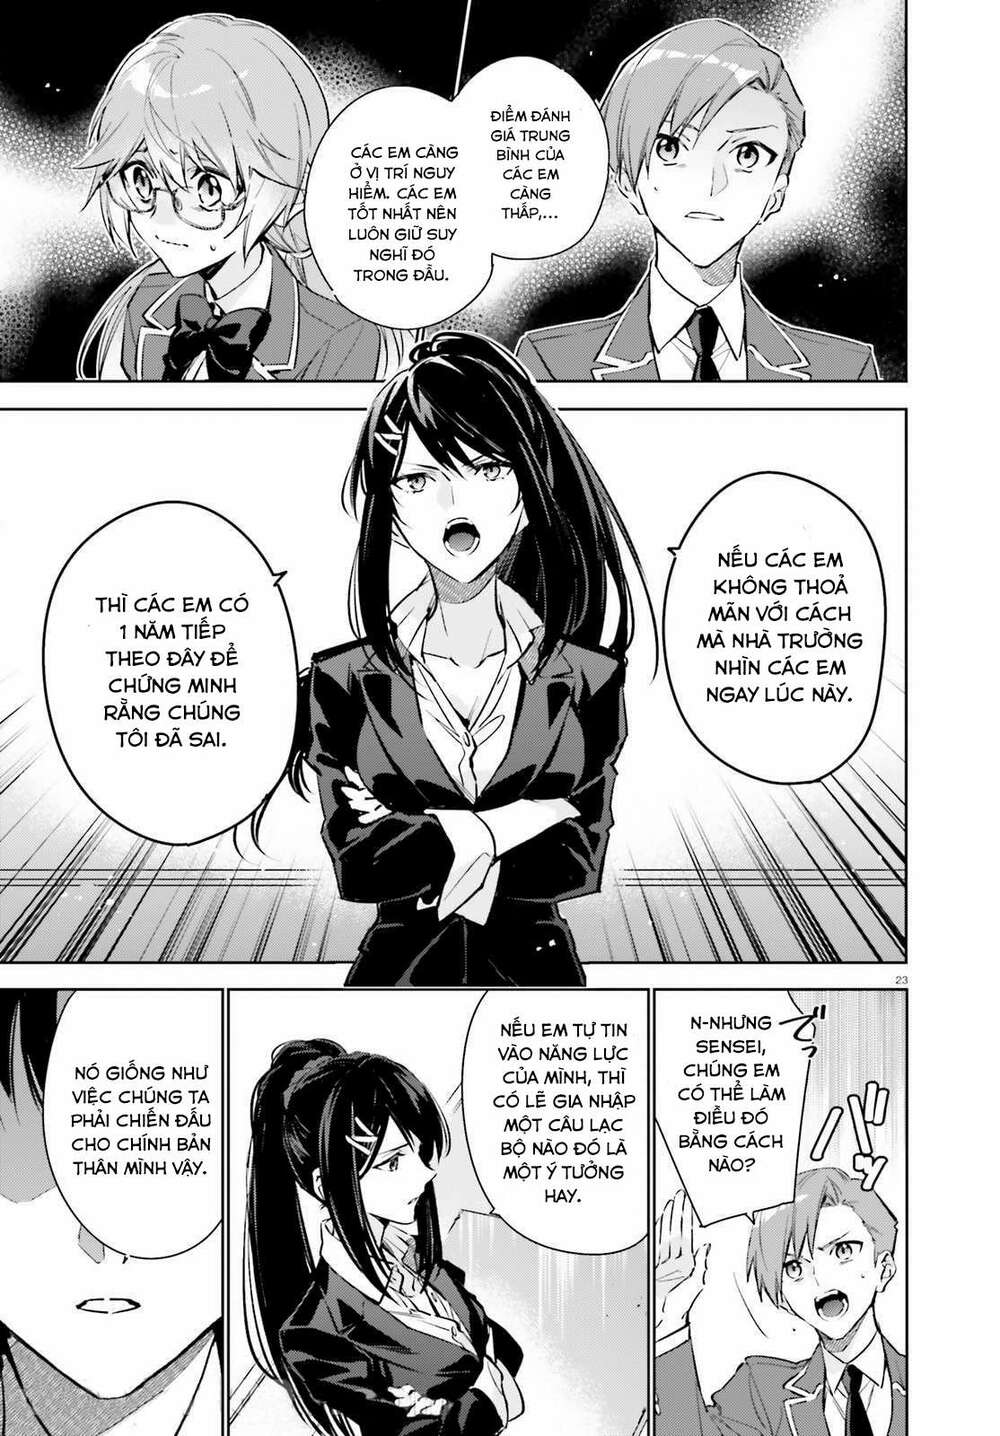 ĐIỂM ĐÁNH
GIÁ TRUNG
BÌNH CỦA
CÁC EM
CÀNG
THẤP,...
CÁC EM CÀNG
Ở VỊ TRÍ NGUY
HIỂM. CÁC EM
TỐT NHẤT NÊN
LUÔN GIỮ SUY
NGHĨ ĐÓ
TRONG ĐẦU.
NẾU CÁC EM
KHÔNG THOẢ
MÃN VỚI CÁCH
MÀ NHÀ TRƯỜNG
NHÌN CÁC EM
NGAY LÚC NÀY.
THÌ CÁC EM CÓ
1 NĂM TIẾP
THEO ĐÂY ĐỂ
CHỨNG MINH
RẰNG CHÚNG
TÔI ĐÃ SAI.
23
N-NHƯNG
SENSEI,
CHÚNG EM
CÓ THỂ LÀM
ĐIỀU ĐÓ
BẰNG CÁCH
NÀO?
NẾU EM TỰ TIN
VÀO NĂNG LỰC
CỦA MÌNH, THÌ
CÓ LẼ GIA NHẬP
MỘT CÂU LẠC
BỘ NÀO ĐÓ LÀ
MỘT Ý TƯỞNG
HAY.
NÓ GIỐNG NHƯ
VIỆC CHÚNG TA
PHẢI CHIẾN ĐẤU
CHO CHÍNH BẢN
THÂN MÌNH VẬY.